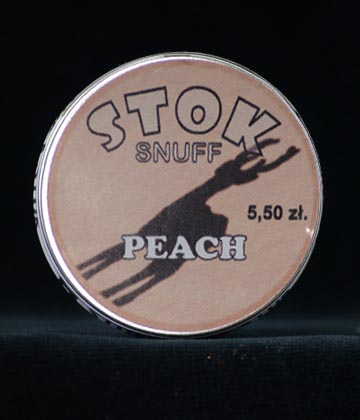 STOK
SNUFF
5,50 zł.
PEACH